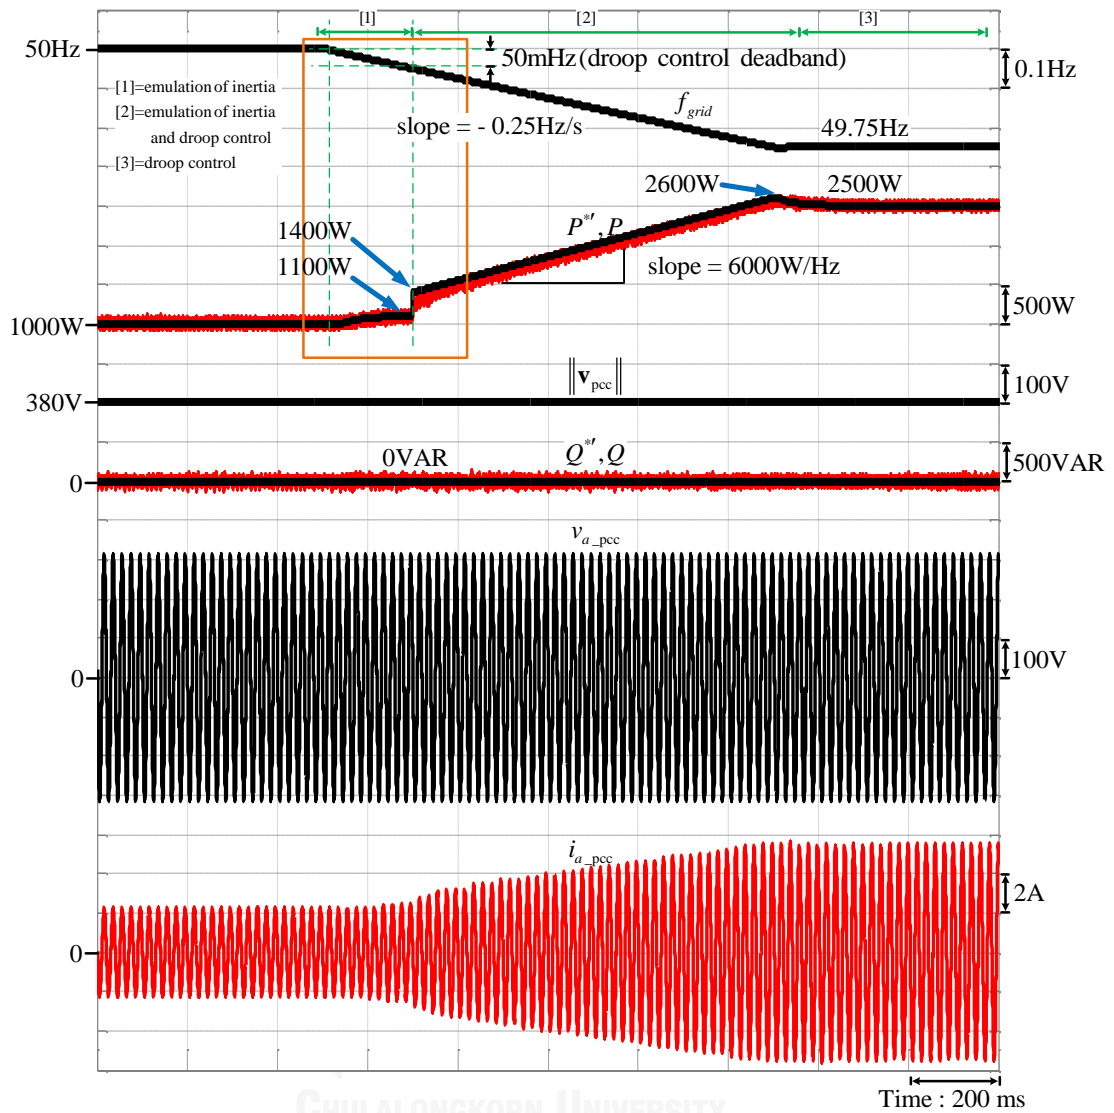 [1] [2] [3]
50Hz
50mHz (droop control deadband)
0.1Hz
[1]=emulation of inertia
[2]=emulation of inertia
and droop control
[3]=droop control
slope = - 0.25Hz/s
f_grid
49.75Hz
2600W
2500W
1400W
P*′, P
1100W
slope = 6000W/Hz
500W
1000W
‖v_pcc‖
100V
380V
0VAR
Q*′, Q
500VAR
0
v_a_pcc
100V
0
i_a_pcc
2A
0
Time : 200 ms
CHULALONGKORN UNIVERSITY